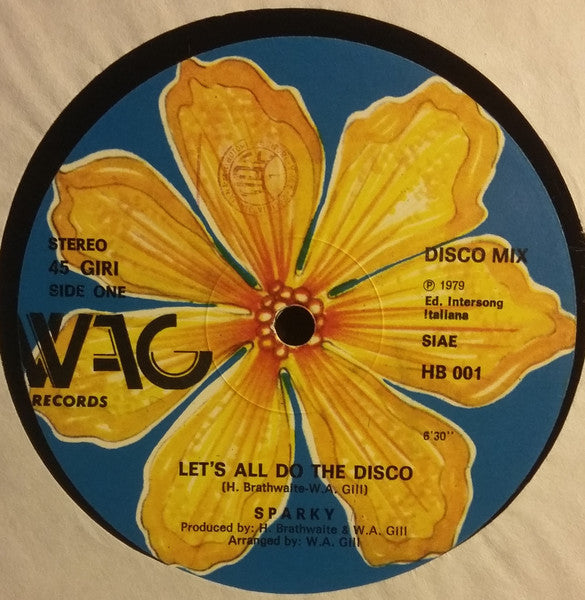 STEREO
45 GIRI
SIDE ONE
WAG
RECORDS
DISCO MIX
℗ 1979
Ed. Intersong
Italiana
SIAE
HB 001
6'30"
LET'S ALL DO THE DISCO
(H. Brathwaite-W.A. Gill)
SPARKY
Produced by: H. Brathwaite & W.A. Gill
Arranged by: W.A. Gill